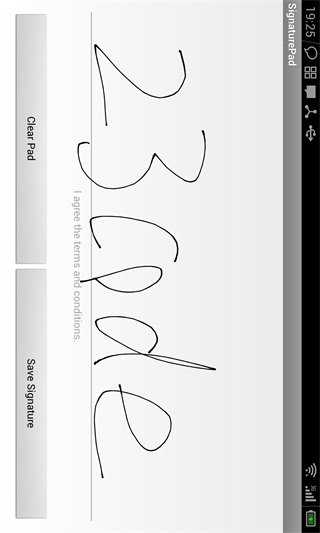 19:25
SignaturePad
23code
I agree the terms and conditions.
Clear Pad Save Signature